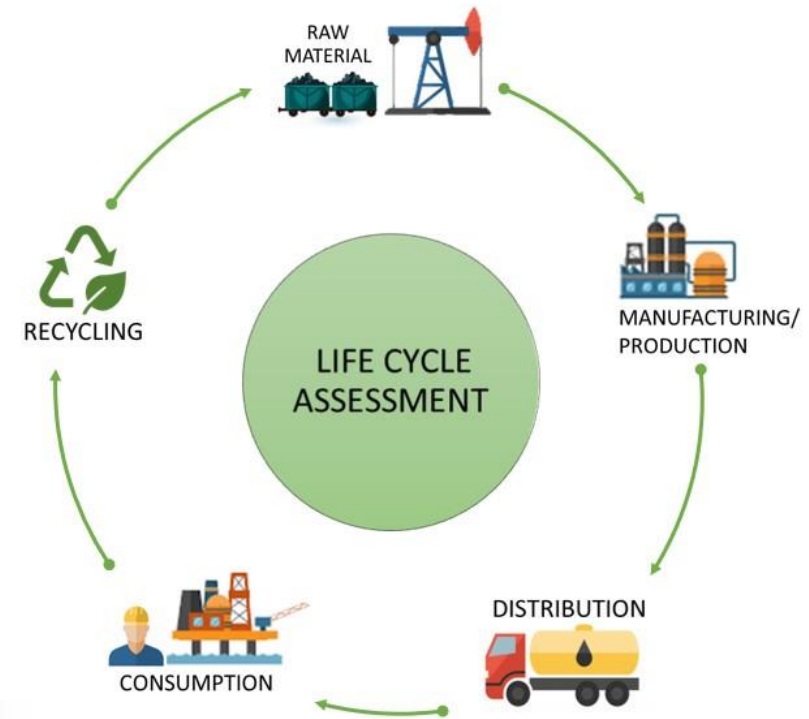 RAW
MATERIAL
MANUFACTURING/
PRODUCTION
DISTRIBUTION
CONSUMPTION
RECYCLING
LIFE CYCLE
ASSESSMENT